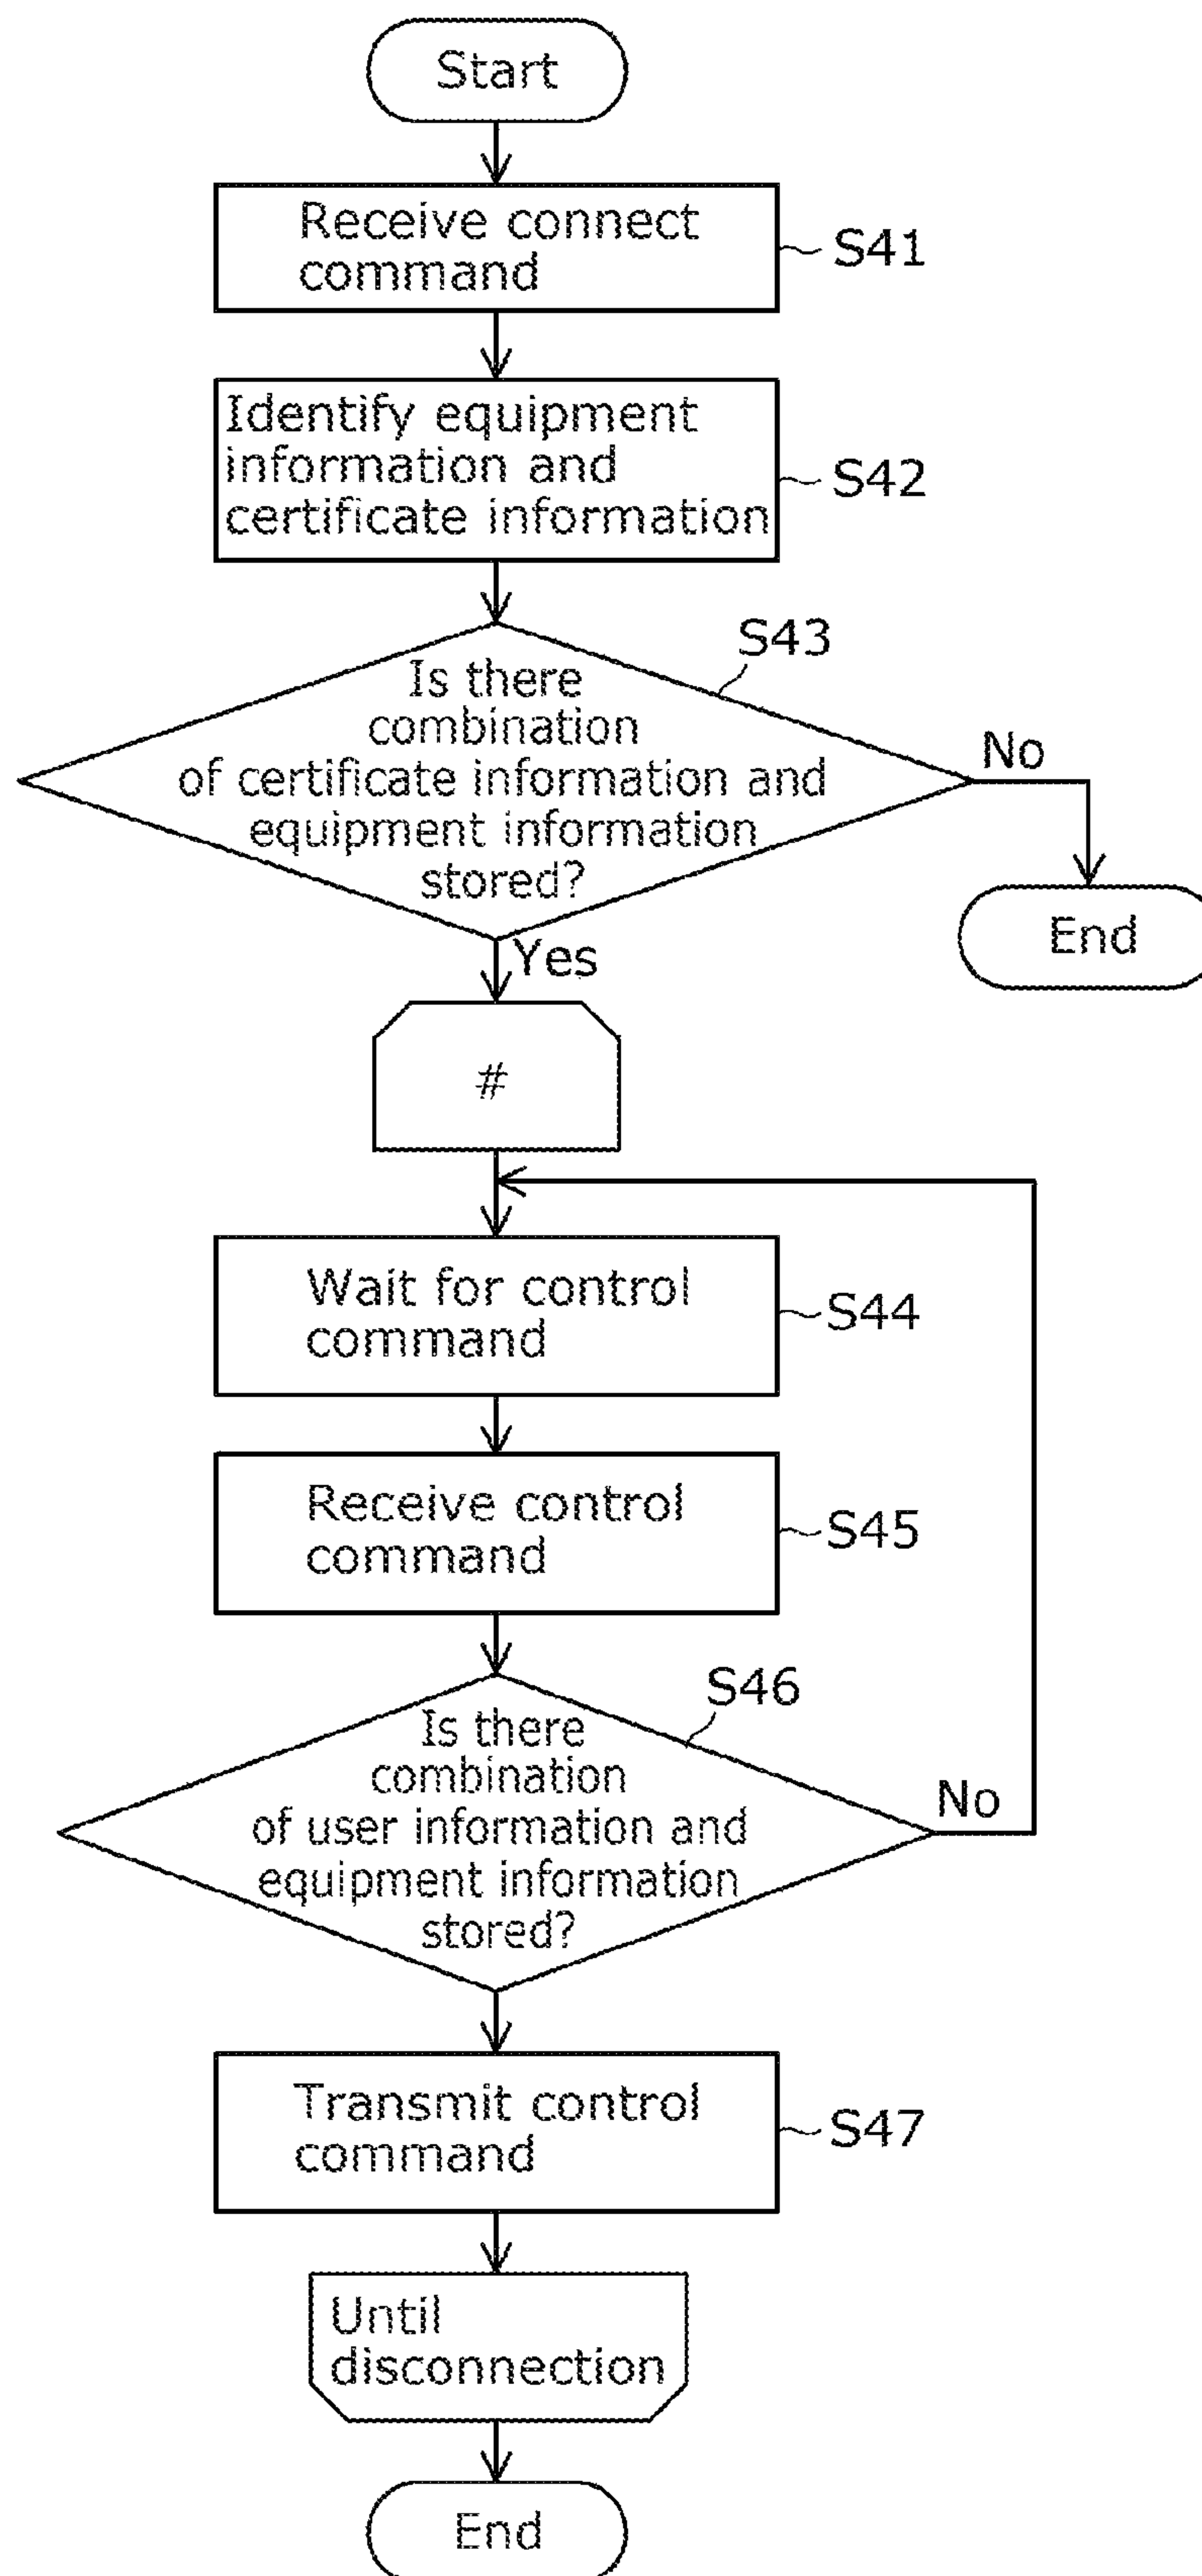 Start
Receive connect
command
S41
Identify equipment
information and
certificate information
S42
S43
Is there
combination
of certificate information and
equipment information
stored?
No
End
Yes
#
Wait for control
command
S44
Receive control
command
S45
S46
Is there
combination
of user information and
equipment information
stored?
No
Transmit control
command
S47
Until
disconnection
End